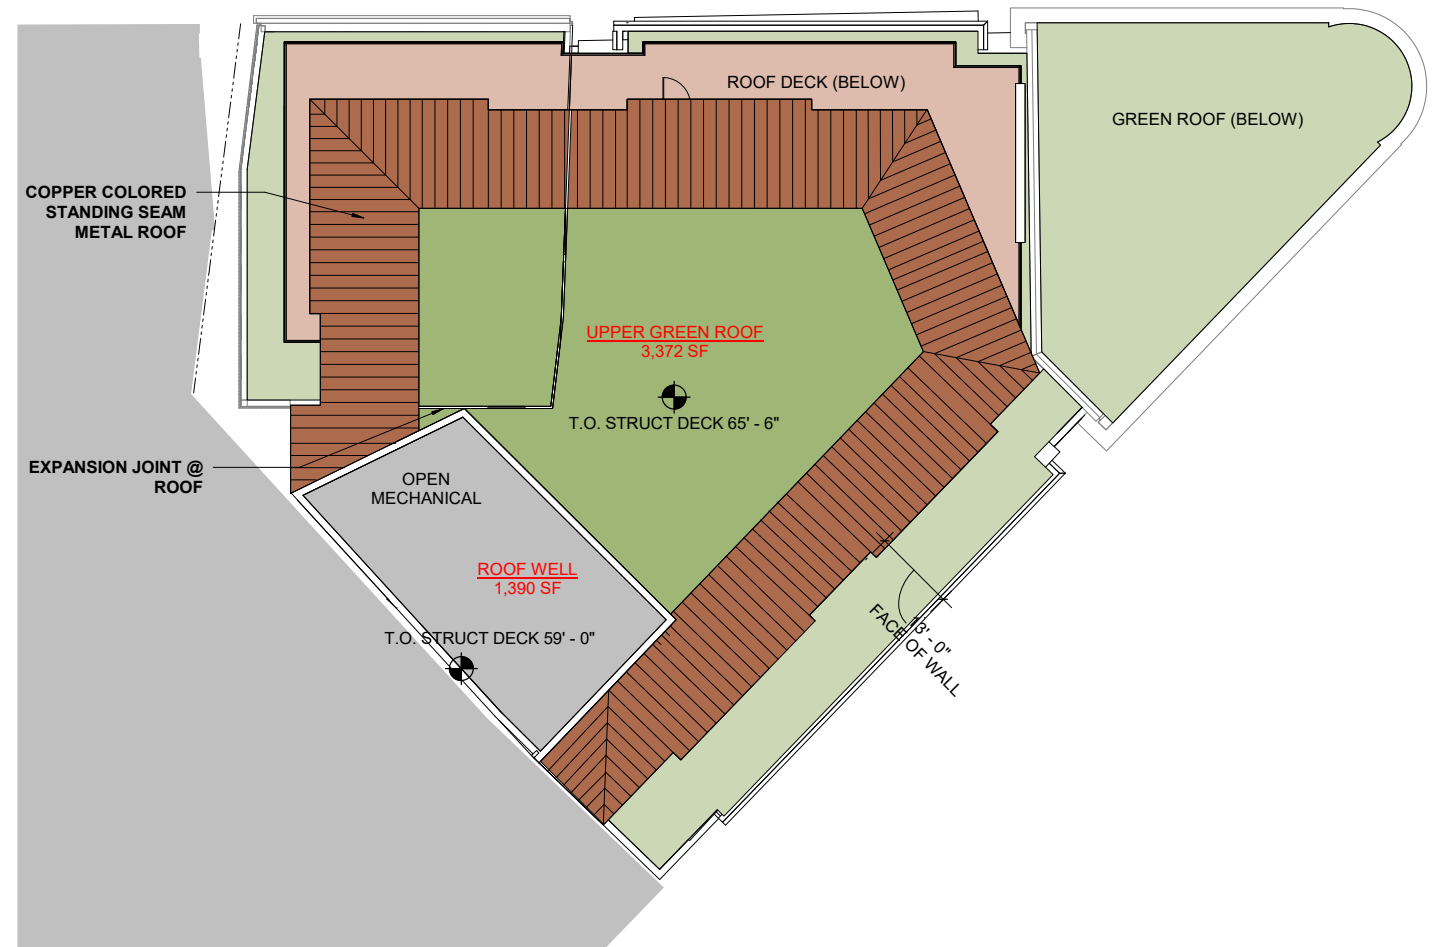 ROOF DECK (BELOW)
GREEN ROOF (BELOW)
COPPER COLORED
STANDING SEAM
METAL ROOF
UPPER GREEN ROOF
3,372 SF
T.O. STRUCT DECK 65' - 6"
EXPANSION JOINT @
ROOF
OPEN
MECHANICAL
ROOF WELL
1,390 SF
T.O. STRUCT DECK 59' - 0"
13' - 0"
FACE OF WALL